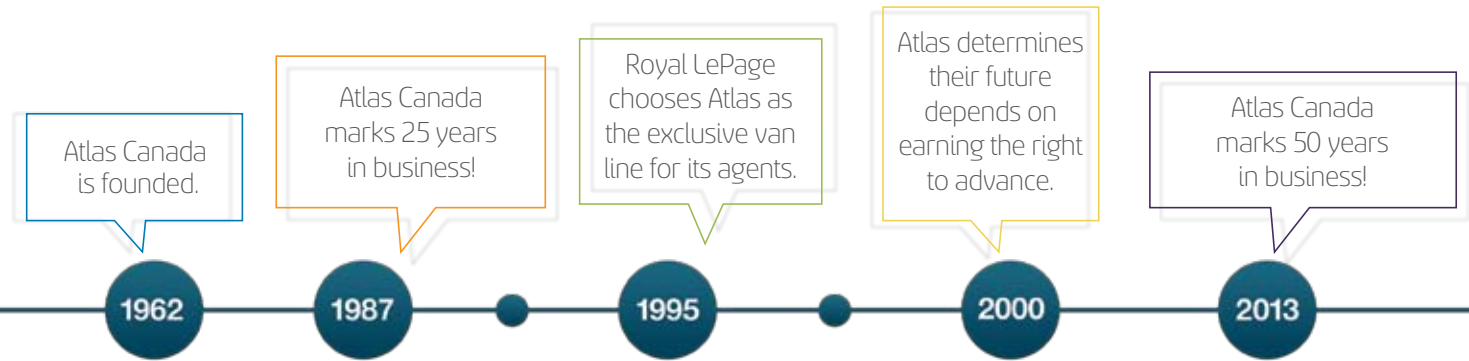 Atlas Canada
is founded.
Atlas Canada
marks 25 years
in business!
Royal LePage
chooses Atlas as
the exclusive van
line for its agents.
Atlas determines
their future
depends on
earning the right
to advance.
Atlas Canada
marks 50 years
in business!
1962
1987
1995
2000
2013